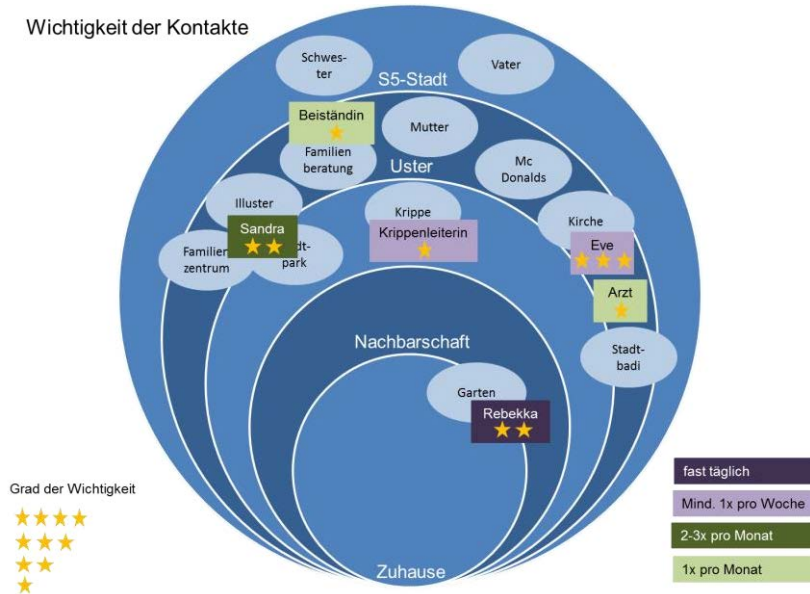 Wichtigkeit der Kontakte
Schwes-
ter
Vater
S5-Stadt
Beiständin
Mutter
Familien
beratung
Uster
Mc
Donalds
Illuster
Krippe
Kirche
Sandra
Krippenleiterin
Eve
Familien
zentrum
dt-
park
Arzt
Nachbarschaft
Stadt-
badi
Garten
Rebekka
fast täglich
Grad der Wichtigkeit
Mind. 1x pro Woche
2-3x pro Monat
1x pro Monat
Zuhause